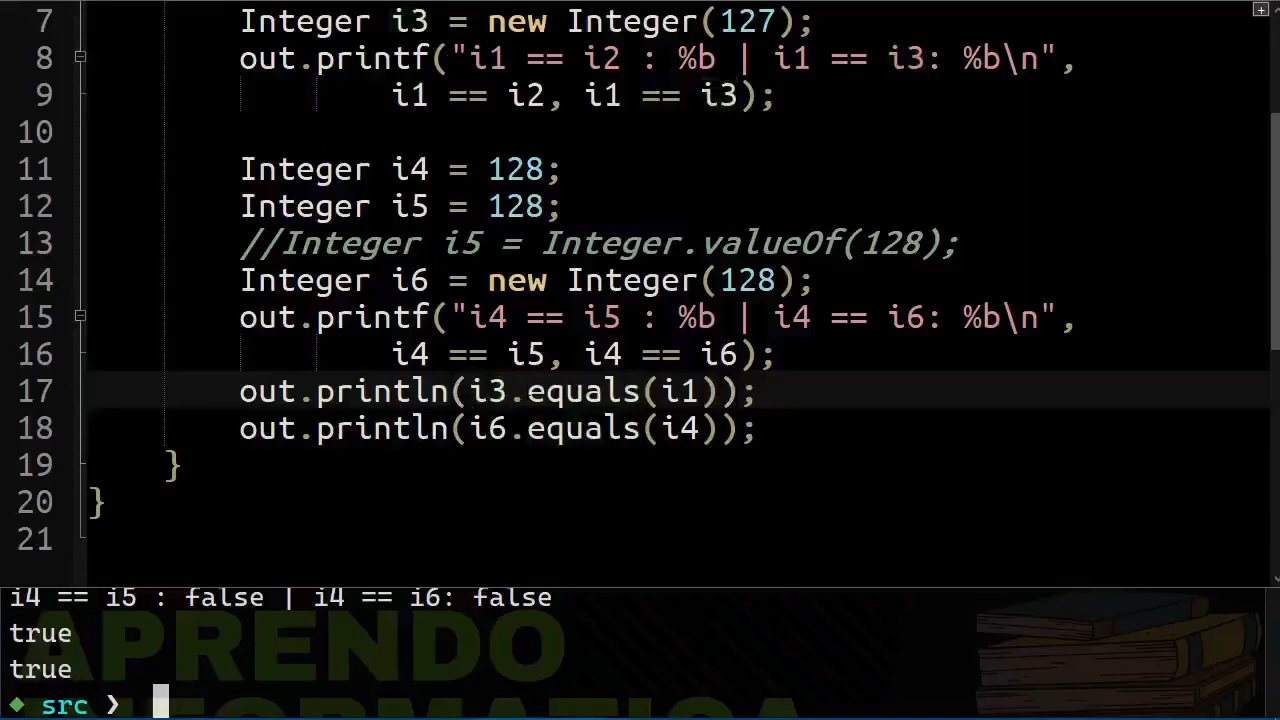 7 Integer i3 = new Integer(127);
8 out.printf("i1 == i2 : %b | i1 == i3: %b\n",
9 i1 == i2, i1 == i3);
10
11 Integer i4 = 128;
12 Integer i5 = 128;
13 //Integer i5 = Integer.valueOf(128);
14 Integer i6 = new Integer(128);
15 out.printf("i4 == i5 : %b | i4 == i6: %b\n",
16 i4 == i5, i4 == i6);
17 out.println(i3.equals(i1));
18 out.println(i6.equals(i4));
19 }
20 }
21
i4 == i5 : false | i4 == i6: false
true
true
src ❯
APRENDO
INFORMATICA